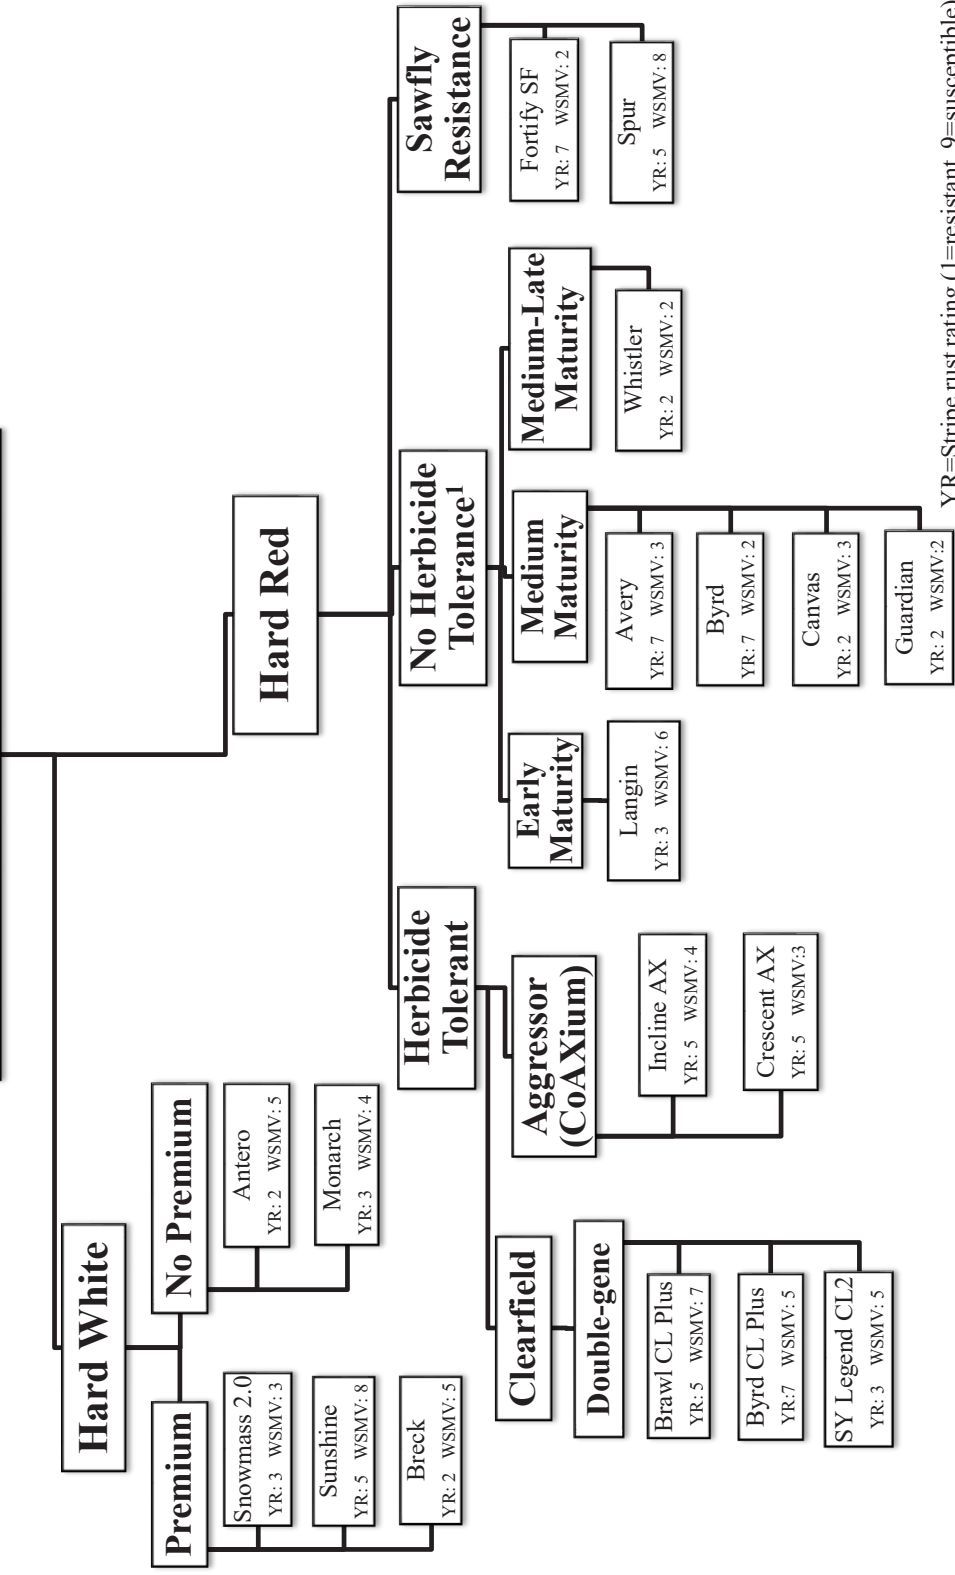 Hard White
Premium
Snowmass 2.0
YR: 3 WSMV: 3
Sunshine
YR: 5 WSMV: 8
Breck
YR: 2 WSMV: 5
No Premium
Antero
YR: 2 WSMV: 5
Monarch
YR: 3 WSMV: 4
Hard Red
Herbicide
Tolerant
Clearfield
Double-gene
Brawl CL Plus
YR: 5 WSMV: 7
Byrd CL Plus
YR:7 WSMV: 5
SY Legend CL2
YR: 3 WSMV: 5
Aggressor
(CoAXium)
Incline AX
YR: 5 WSMV: 4
Crescent AX
YR: 5 WSMV:3
No Herbicide
Tolerance¹
Early
Maturity
Langin
YR: 3 WSMV: 6
Medium
Maturity
Avery
YR: 7 WSMV: 3
Byrd
YR: 7 WSMV: 2
Canvas
YR: 2 WSMV: 3
Guardian
YR: 2 WSMV:2
Medium-Late
Maturity
Whistler
YR: 2 WSMV: 2
Sawfly
Resistance
Fortify SF
YR: 7 WSMV: 2
Spur
YR: 5 WSMV: 8
YR=Stripe rust rating (1=resistant, 9=susceptible)